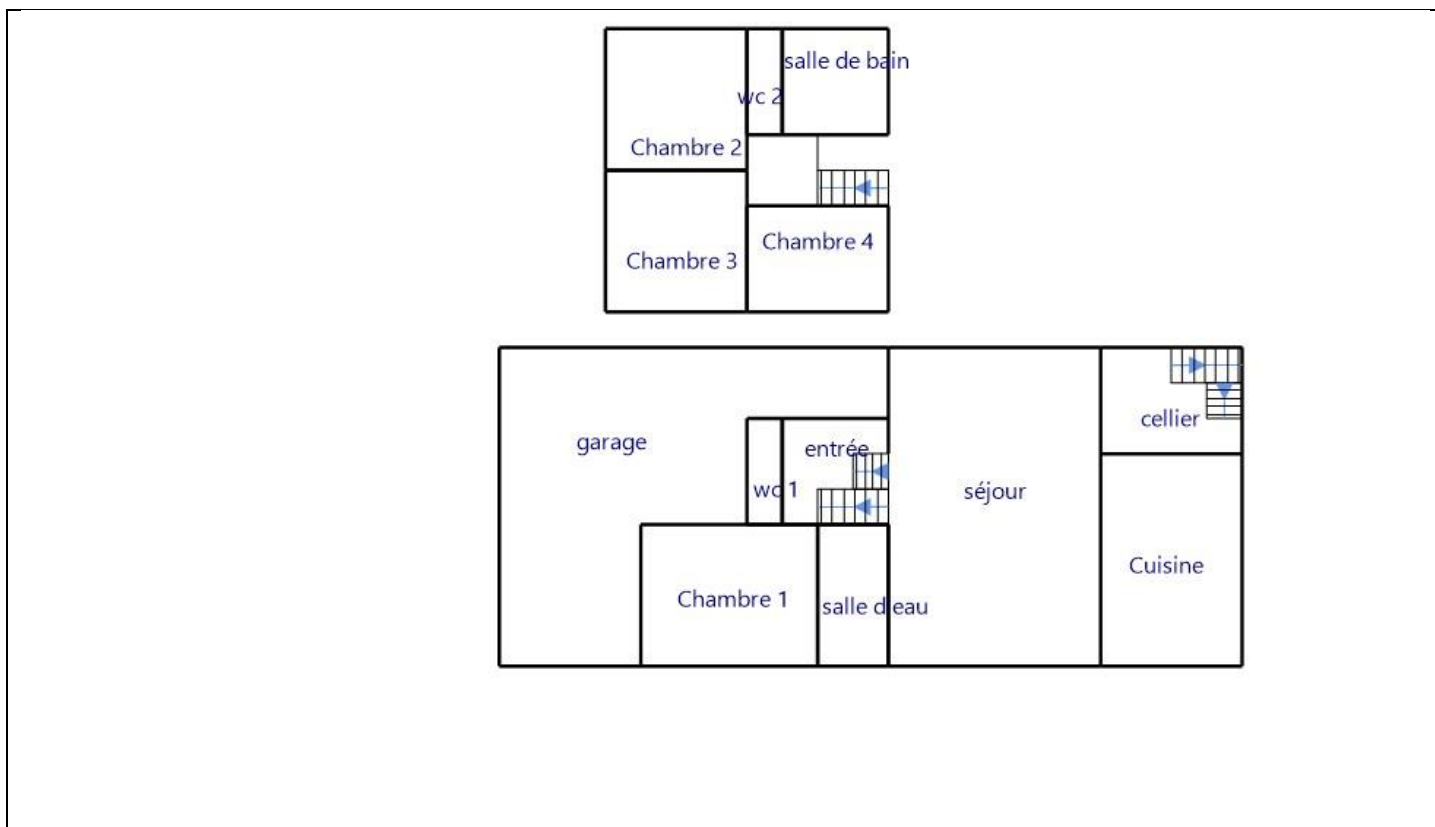 salle de bain
wc 2
Chambre 2
Chambre 4
Chambre 3
cellier
garage
entrée
wc 1
séjour
Cuisine
Chambre 1
salle d'eau